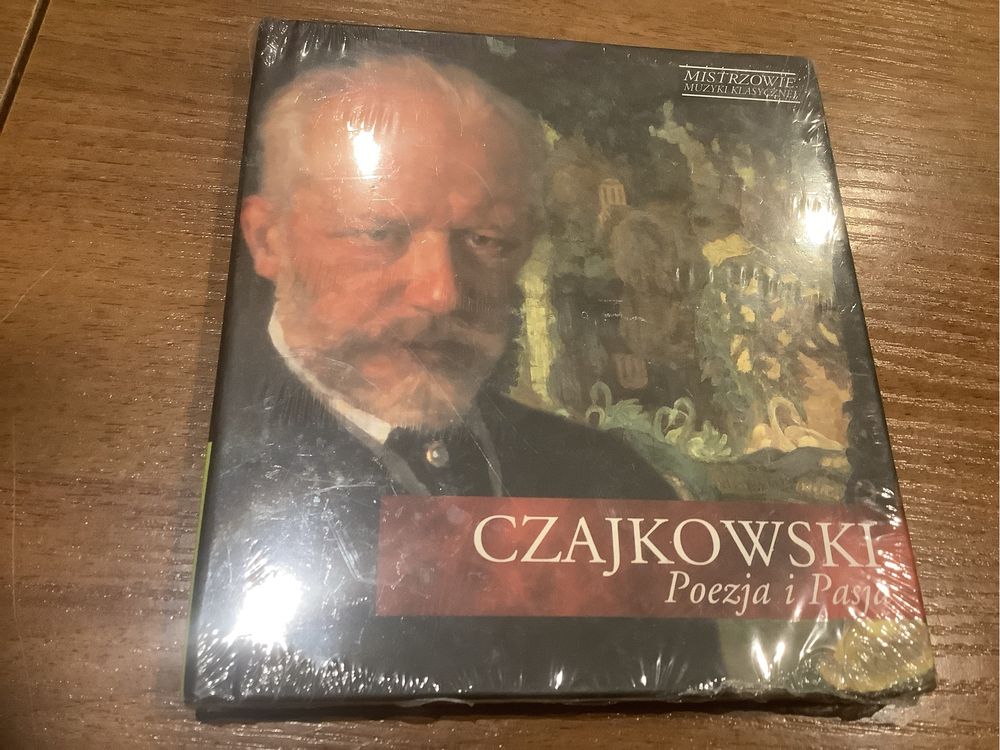 MISTRZOWIE
MUZYKI KLASYCZNEJ
CZAJKOWSKI
Poezja i Pasja